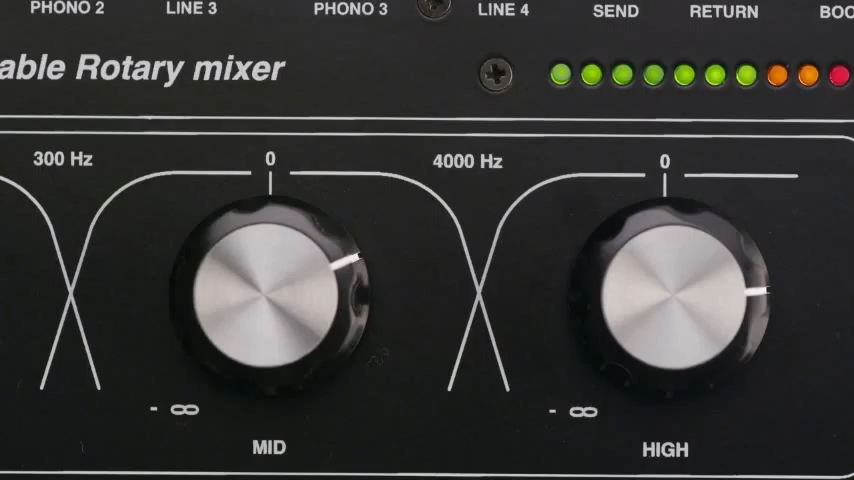 PHONO 2 LINE 3 PHONO 3 LINE 4 SEND RETURN BOO
able Rotary mixer
300 Hz 0 4000 Hz 0
- ∞ - ∞
MID HIGH